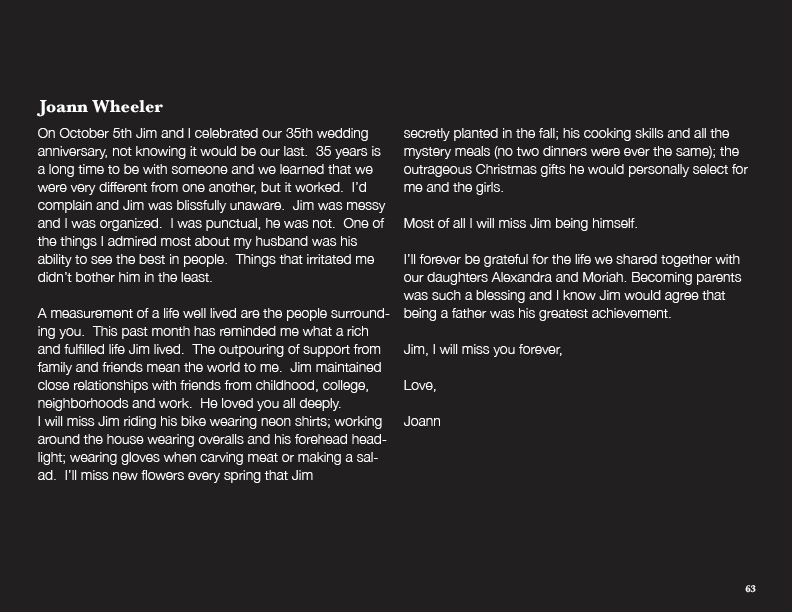 Joann Wheeler
On October 5th Jim and I celebrated our 35th wedding
anniversary, not knowing it would be our last.  35 years is
a long time to be with someone and we learned that we
were very different from one another, but it worked.  I’d
complain and Jim was blissfully unaware.  Jim was messy
and I was organized.  I was punctual, he was not.  One of
the things I admired most about my husband was his
ability to see the best in people.  Things that irritated me
didn’t bother him in the least.

A measurement of a life well lived are the people surround-
ing you.  This past month has reminded me what a rich
and fulfilled life Jim lived.  The outpouring of support from
family and friends mean the world to me.  Jim maintained
close relationships with friends from childhood, college,
neighborhoods and work.  He loved you all deeply.
I will miss Jim riding his bike wearing neon shirts; working
around the house wearing overalls and his forehead head-
light; wearing gloves when carving meat or making a sal-
ad.  I’ll miss new flowers every spring that Jim
secretly planted in the fall; his cooking skills and all the
mystery meals (no two dinners were ever the same); the
outrageous Christmas gifts he would personally select for
me and the girls.

Most of all I will miss Jim being himself.

I’ll forever be grateful for the life we shared together with
our daughters Alexandra and Moriah. Becoming parents
was such a blessing and I know Jim would agree that
being a father was his greatest achievement.

Jim, I will miss you forever,

Love,

Joann

63